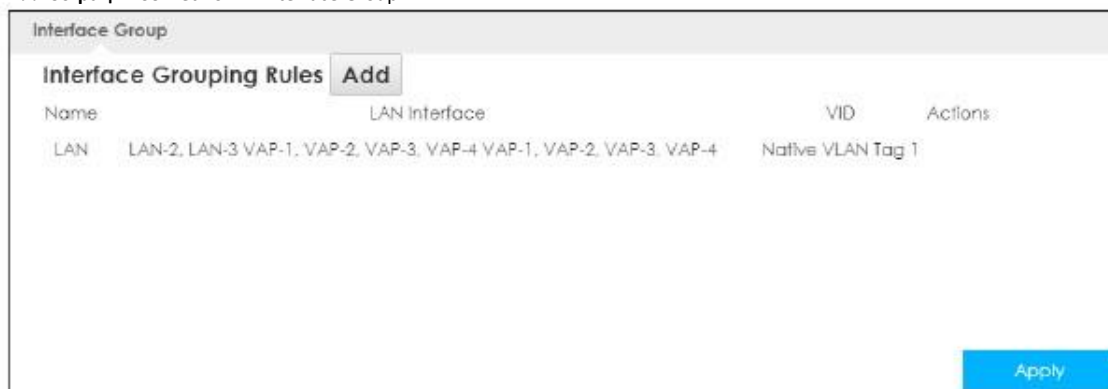 Interface Group
Interface Grouping Rules Add
Name LAN Interface VID Actions
LAN LAN-2, LAN-3 VAP-1, VAP-2, VAP-3, VAP-4 VAP-1, VAP-2, VAP-3, VAP-4 Native VLAN Tag 1
Apply